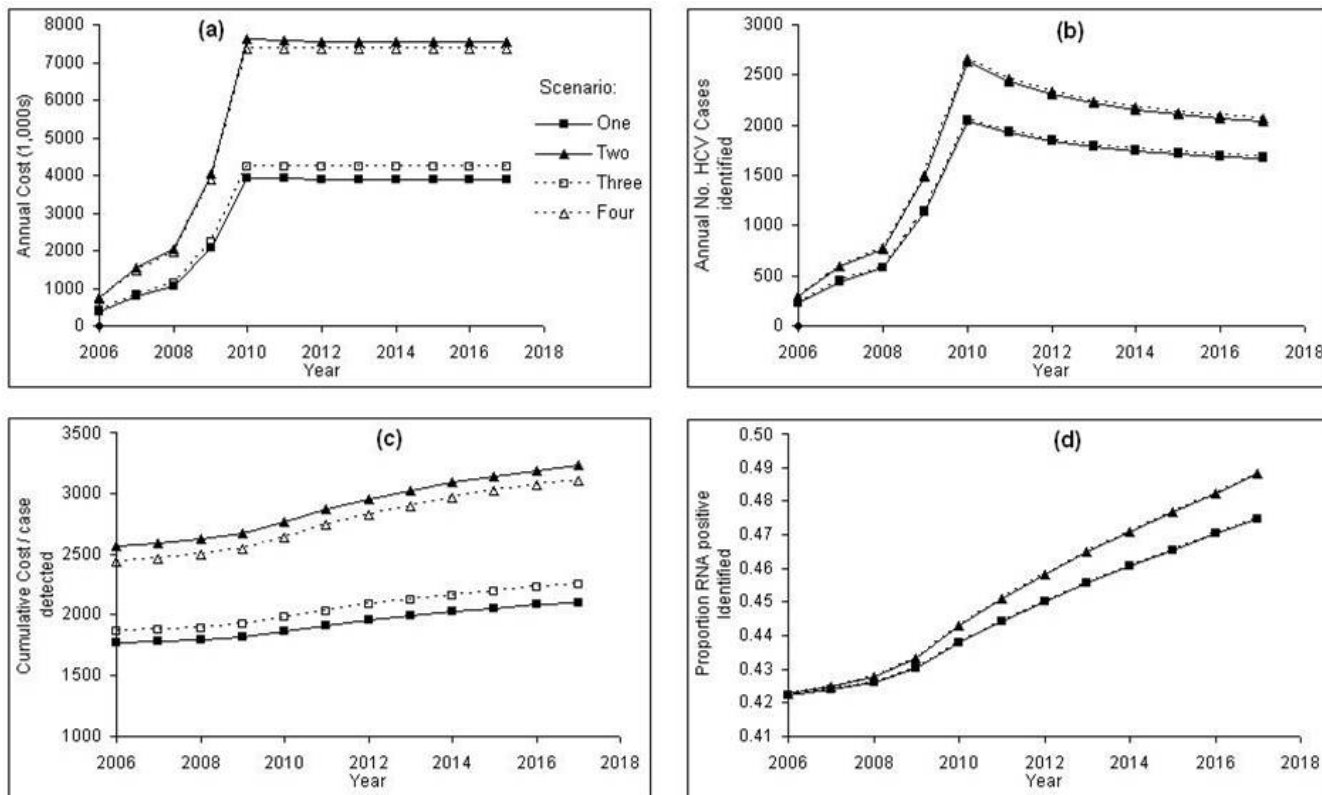 (a)
Annual Cost (1,000s)
8000
7000
6000
5000
4000
3000
2000
1000
0
2006 2008 2010 2012 2014 2016 2018
Year
Scenario:
One
Two
Three
Four
(b)
Annual No. HCV Cases
identified
3000
2500
2000
1500
1000
500
0
2006 2008 2010 2012 2014 2016 2018
Year
(c)
Cumulative Cost / case
detected
3500
3000
2500
2000
1500
1000
2006 2008 2010 2012 2014 2016 2018
Year
(d)
Proportion RNA positive
Identified
0.50
0.49
0.48
0.47
0.46
0.45
0.44
0.43
0.42
0.41
2006 2008 2010 2012 2014 2016 2018
Year